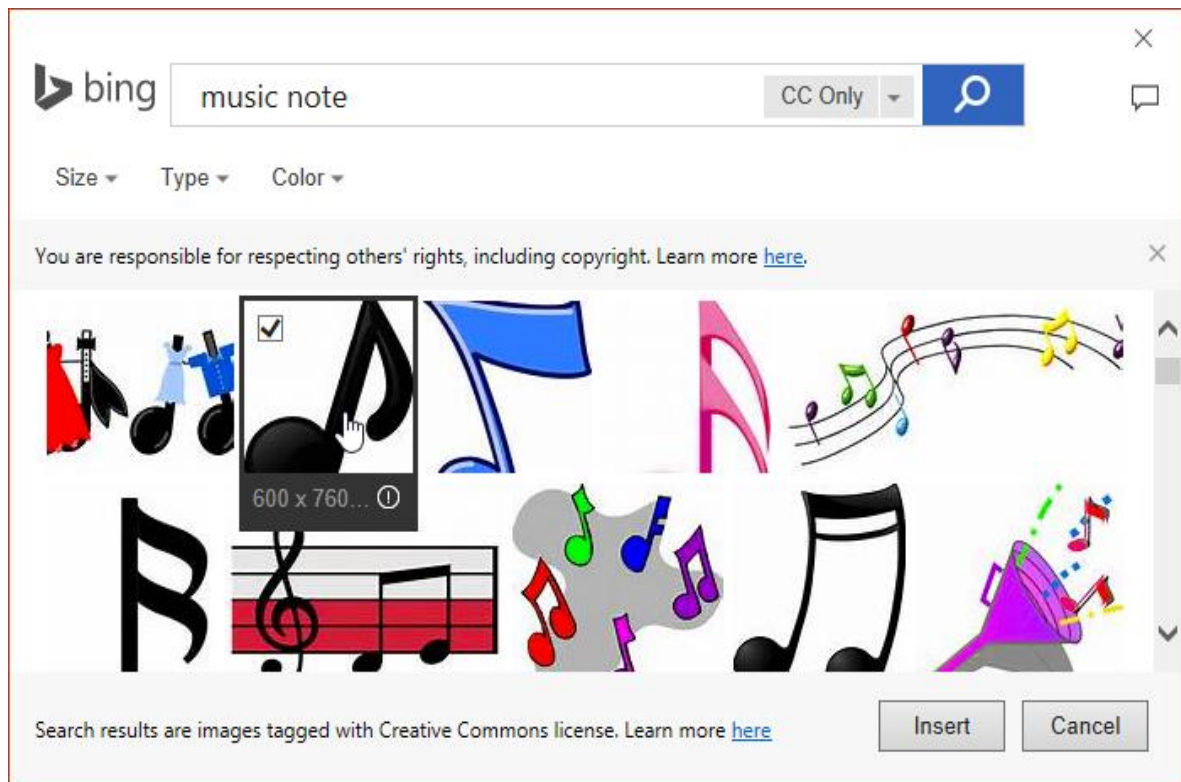 bing
music note
CC Only
Size Type Color
You are responsible for respecting others' rights, including copyright. Learn more here.
600 x 760...
Search results are images tagged with Creative Commons license. Learn more here
Insert
Cancel